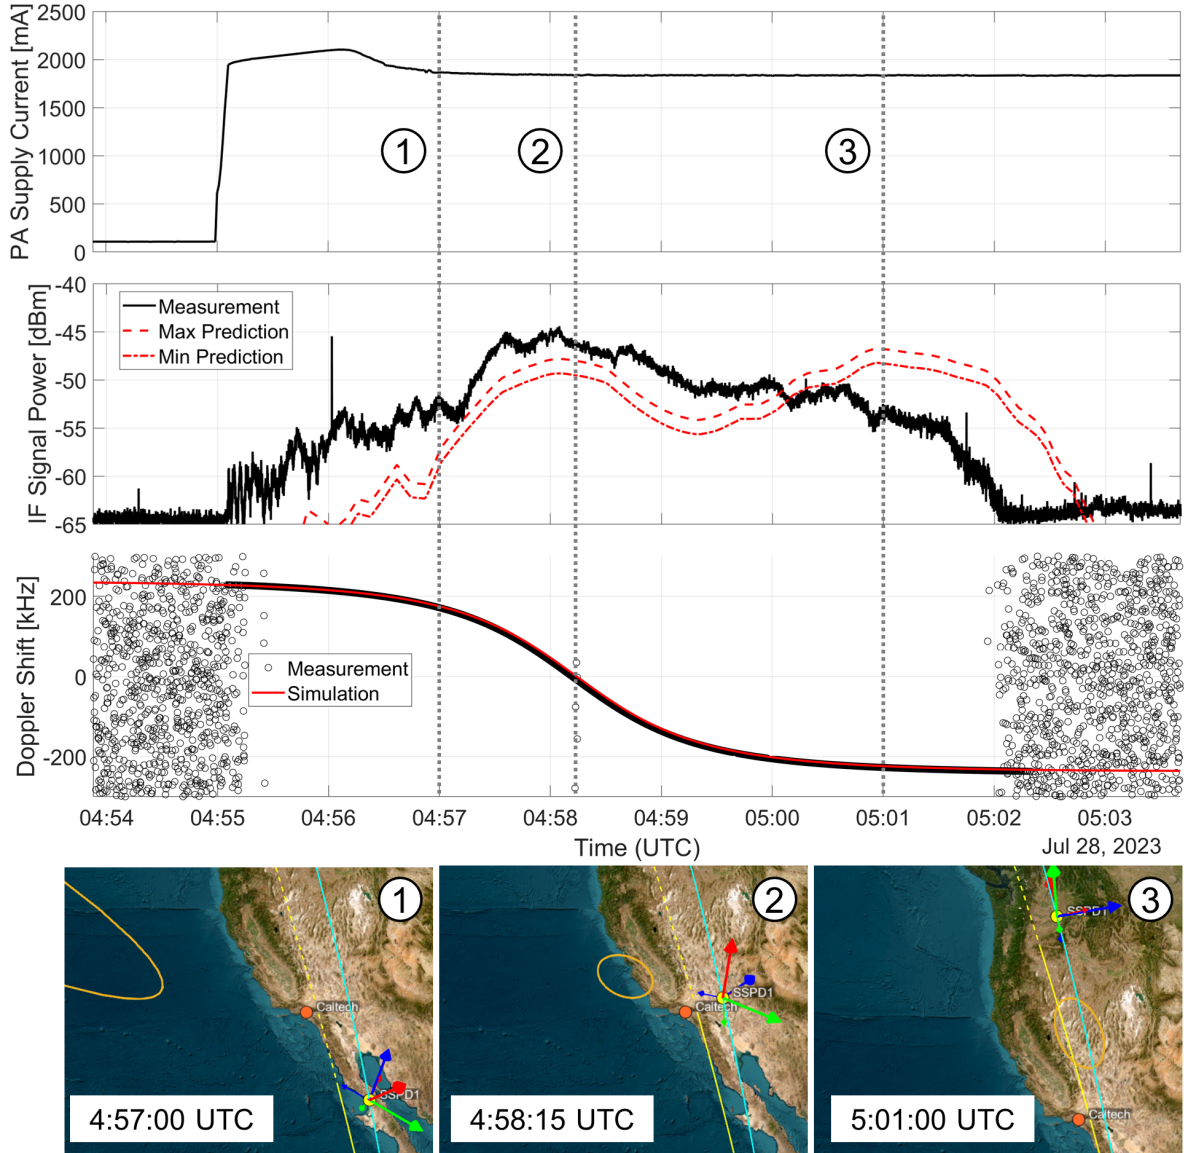 PA Supply Current [mA]
2500
2000
1500
1000
500
0
1
2
3
IF Signal Power [dBm]
-40
-45
-50
-55
-60
-65
Measurement
Max Prediction
Min Prediction
Doppler Shift [kHz]
200
0
-200
Measurement
Simulation
04:54 04:55 04:56 04:57 04:58 04:59 05:00 05:01 05:02 05:03
Time (UTC)
Jul 28, 2023
1
Caltech
SSPD1
4:57:00 UTC
2
SSPD1
Caltech
4:58:15 UTC
3
SSPD1
Caltech
5:01:00 UTC